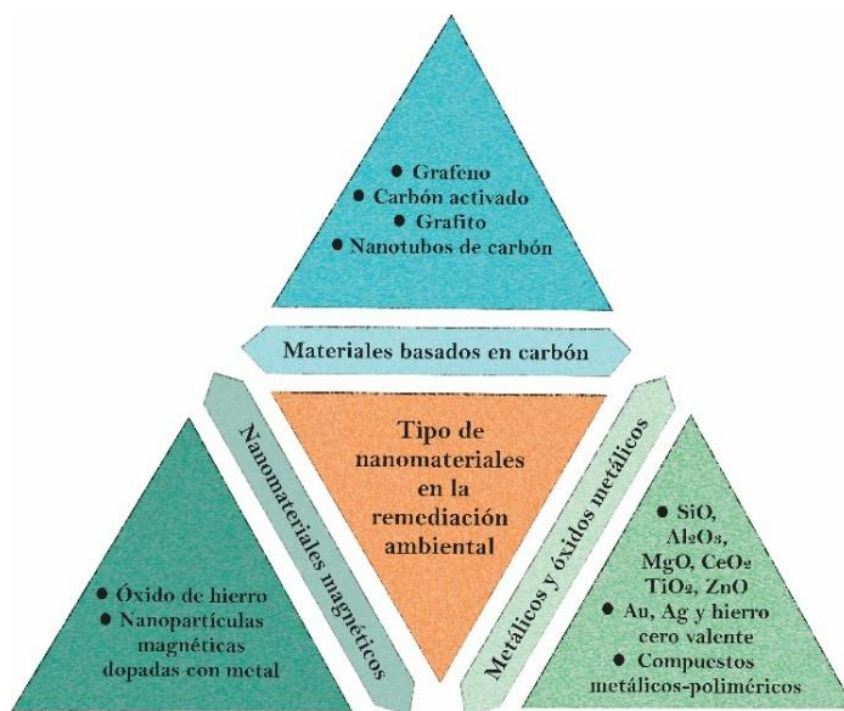 ● Grafeno
● Carbón activado
● Grafito
● Nanotubos de carbón
Materiales basados en carbón
Tipo de
nanomateriales
en la
remediación
ambiental
Nanomateriales magnéticos
Metálicos y óxidos metálicos
● Óxido de hierro
● Nanopartículas
magnéticas
dopadas con metal
● SiO,
Al₂O₃,
MgO, CeO₂
TiO₂, ZnO
● Au, Ag y hierro
cero valente
● Compuestos
metálicos-poliméricos